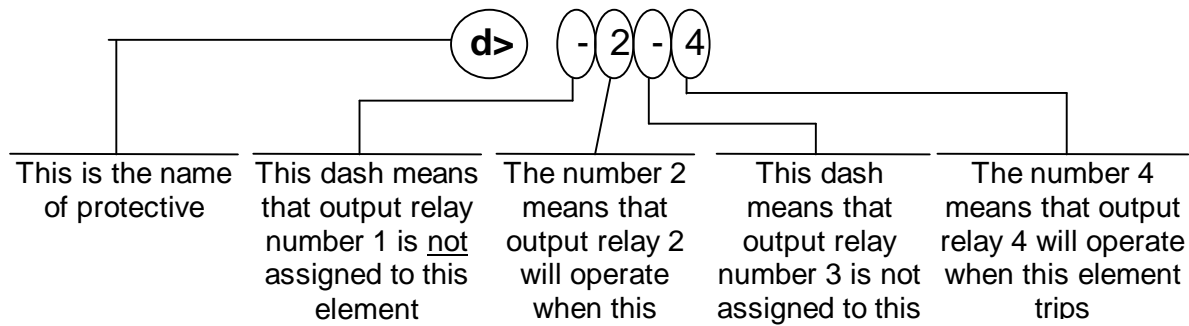 d> - 2 - 4
This is the name
of protective
This dash means
that output relay
number 1 is not
assigned to this
element
The number 2
means that
output relay 2
will operate
when this
This dash
means that
output relay
number 3 is not
assigned to this
The number 4
means that output
relay 4 will operate
when this element
trips